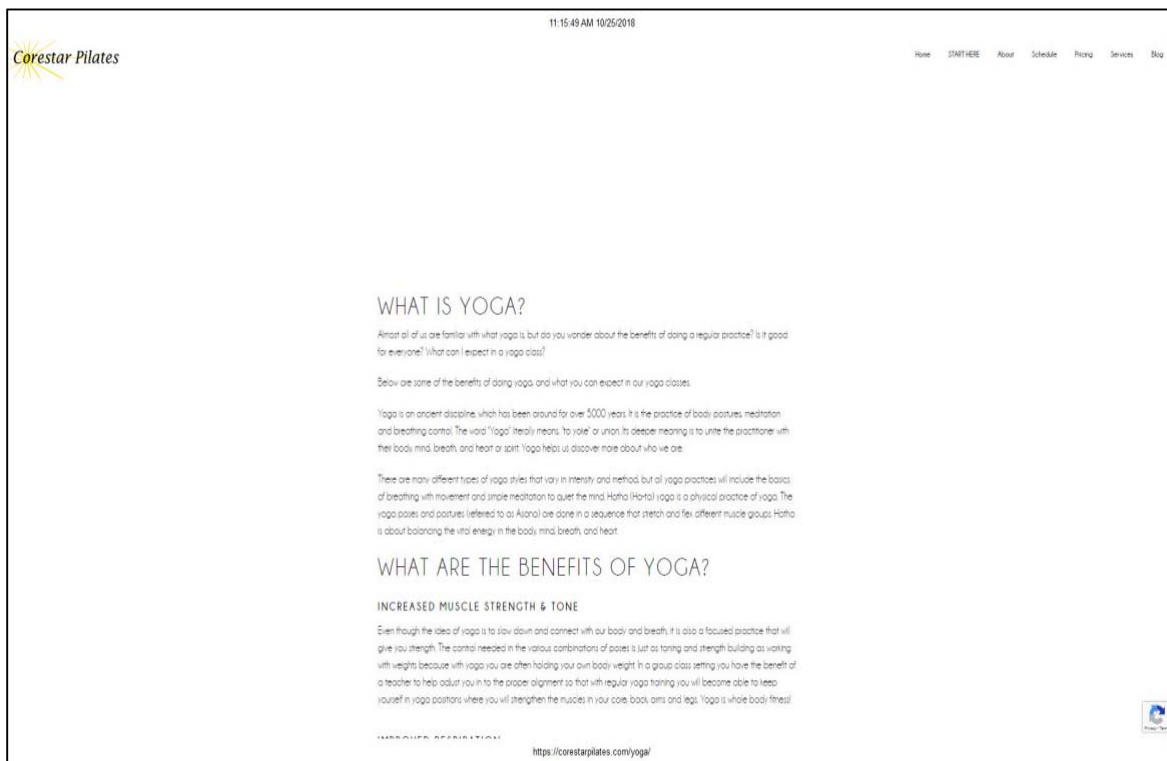 11:15:49 AM 10/25/2018
Corestar Pilates
Home START HERE About Schedule Pricing Services Blog
WHAT IS YOGA?
Almost all of us are familiar with what yoga is, but do you wonder about the benefits of doing a regular practice? Is it good
for everyone? What can I expect in a yoga class?
Below are some of the benefits of doing yoga, and what you can expect in our yoga classes.
Yoga is an ancient discipline, which has been around for over 5000 years. It is the practice of body postures, meditation
and breathing control. The word "Yoga" literally means, "to yoke" or union. Its deeper meaning is to unite the practitioner with
their body, mind, breath, and heart or spirit. Yoga helps us discover more about who we are.
There are many different types of yoga styles that vary in intensity and method, but all yoga practices will include the basics
of breathing with movement and simple meditation to quiet the mind. Hatha (Ha-ta) yoga is a physical practice of yoga. The
yoga poses and postures (referred to as Asana) are done in a sequence that stretch and flex different muscle groups. Hatha
is about balancing the vital energy in the body, mind, breath, and heart.
WHAT ARE THE BENEFITS OF YOGA?
INCREASED MUSCLE STRENGTH & TONE
Even though the idea of yoga is to slow down and connect with our body and breath, it is also a focused practice that will
give you strength. The control needed in the various combinations of poses is just as toning and strength building as working
with weights because with yoga you are often holding your own body weight. In a group class setting you have the benefit of
a teacher to help adjust you in to the proper alignment so that with regular yoga training you will become able to keep
yourself in yoga positions where you will strengthen the muscles in your core, back, arms and legs. Yoga is whole body fitness!
IMPROVED RESPIRATION
https://corestarpilates.com/yoga/